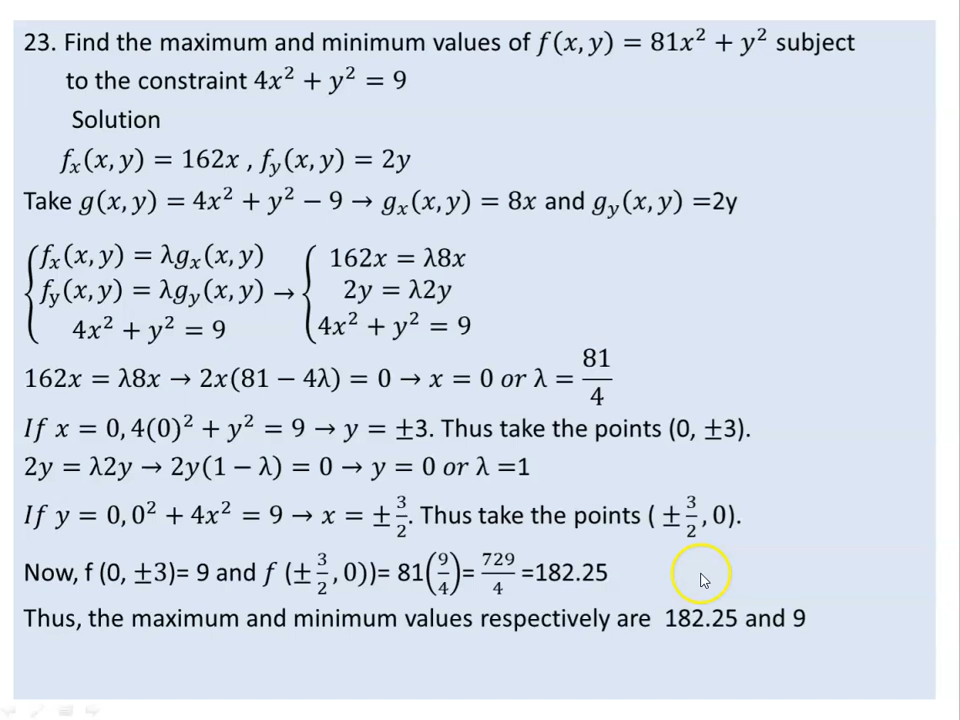 23. Find the maximum and minimum values of f(x, y) = 81x² + y² subject
to the constraint 4x² + y² = 9
Solution
fₓ(x, y) = 162x , f_y(x, y) = 2y
Take g(x, y) = 4x² + y² − 9 → gₓ(x, y) = 8x and g_y(x, y) =2y
{ fₓ(x, y) = λgₓ(x, y) { 162x = λ8x
f_y(x, y) = λg_y(x, y) → 2y = λ2y
4x² + y² = 9 4x² + y² = 9
162x = λ8x → 2x(81 − 4λ) = 0 → x = 0 or λ = 81/4
If x = 0, 4(0)² + y² = 9 → y = ±3. Thus take the points (0, ±3).
2y = λ2y → 2y(1 − λ) = 0 → y = 0 or λ =1
If y = 0, 0² + 4x² = 9 → x = ±3/2. Thus take the points ( ±3/2, 0).
Now, f (0, ±3)= 9 and f (±3/2, 0))= 81(9/4)= 729/4 =182.25
Thus, the maximum and minimum values respectively are 182.25 and 9